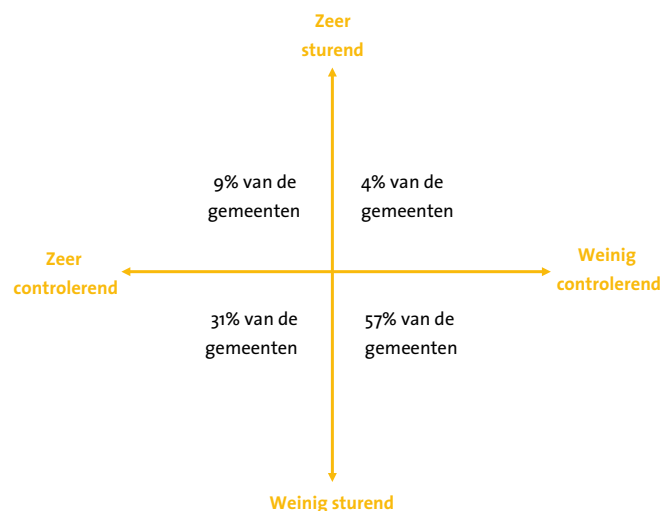 Zeer
sturend
9% van de
gemeenten
4% van de
gemeenten
Zeer
controlerend
Weinig
controlerend
31% van de
gemeenten
57% van de
gemeenten
Weinig sturend